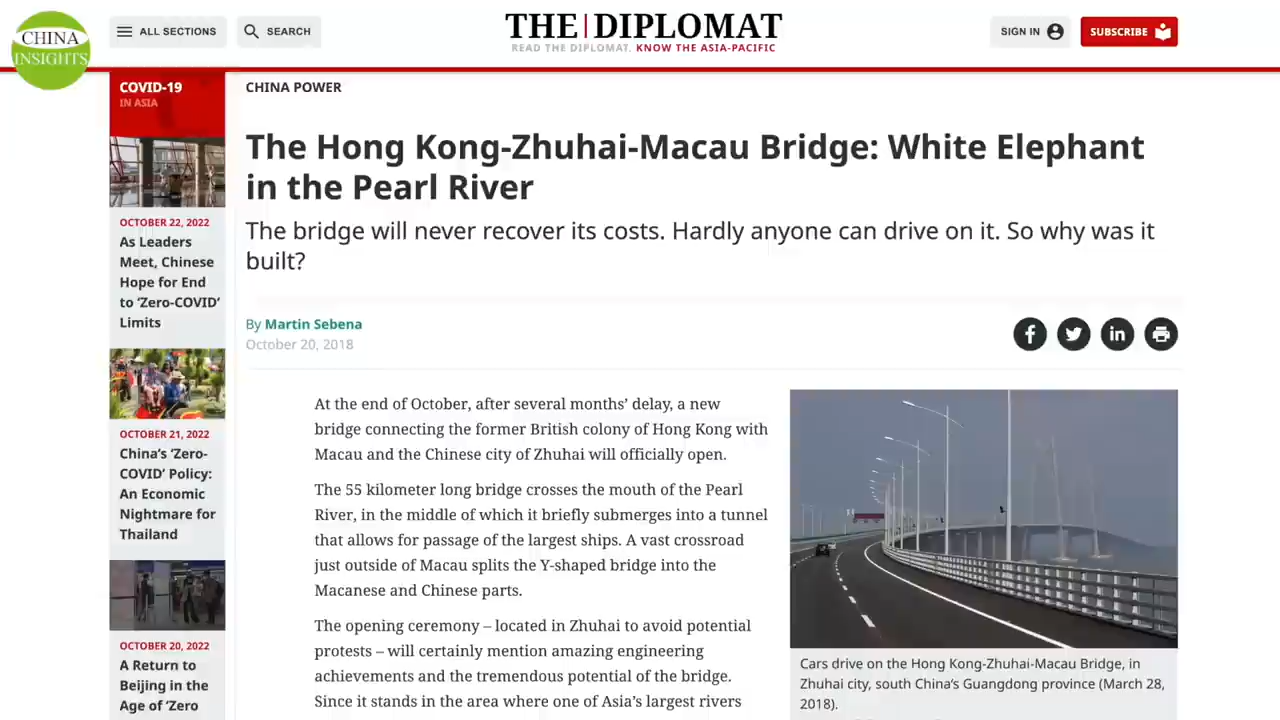 CHINA
INSIGHTS
ALL SECTIONS
SEARCH
THE DIPLOMAT
READ THE DIPLOMAT, KNOW THE ASIA-PACIFIC
SIGN IN
SUBSCRIBE
COVID-19
IN ASIA
OCTOBER 22, 2022
As Leaders
Meet, Chinese
Hope for End
to ‘Zero-COVID’
Limits
OCTOBER 21, 2022
China’s ‘Zero-
COVID’ Policy:
An Economic
Nightmare for
Thailand
OCTOBER 20, 2022
A Return to
Beijing in the
Age of ‘Zero
CHINA POWER
The Hong Kong-Zhuhai-Macau Bridge: White Elephant
in the Pearl River
The bridge will never recover its costs. Hardly anyone can drive on it. So why was it
built?
By Martin Sebena
October 20, 2018
At the end of October, after several months’ delay, a new
bridge connecting the former British colony of Hong Kong with
Macau and the Chinese city of Zhuhai will officially open.
The 55 kilometer long bridge crosses the mouth of the Pearl
River, in the middle of which it briefly submerges into a tunnel
that allows for passage of the largest ships. A vast crossroad
just outside of Macau splits the Y-shaped bridge into the
Macanese and Chinese parts.
The opening ceremony – located in Zhuhai to avoid potential
protests – will certainly mention amazing engineering
achievements and the tremendous potential of the bridge.
Since it stands in the area where one of Asia’s largest rivers
Cars drive on the Hong Kong-Zhuhai-Macau Bridge, in
Zhuhai city, south China’s Guangdong province (March 28,
2018).